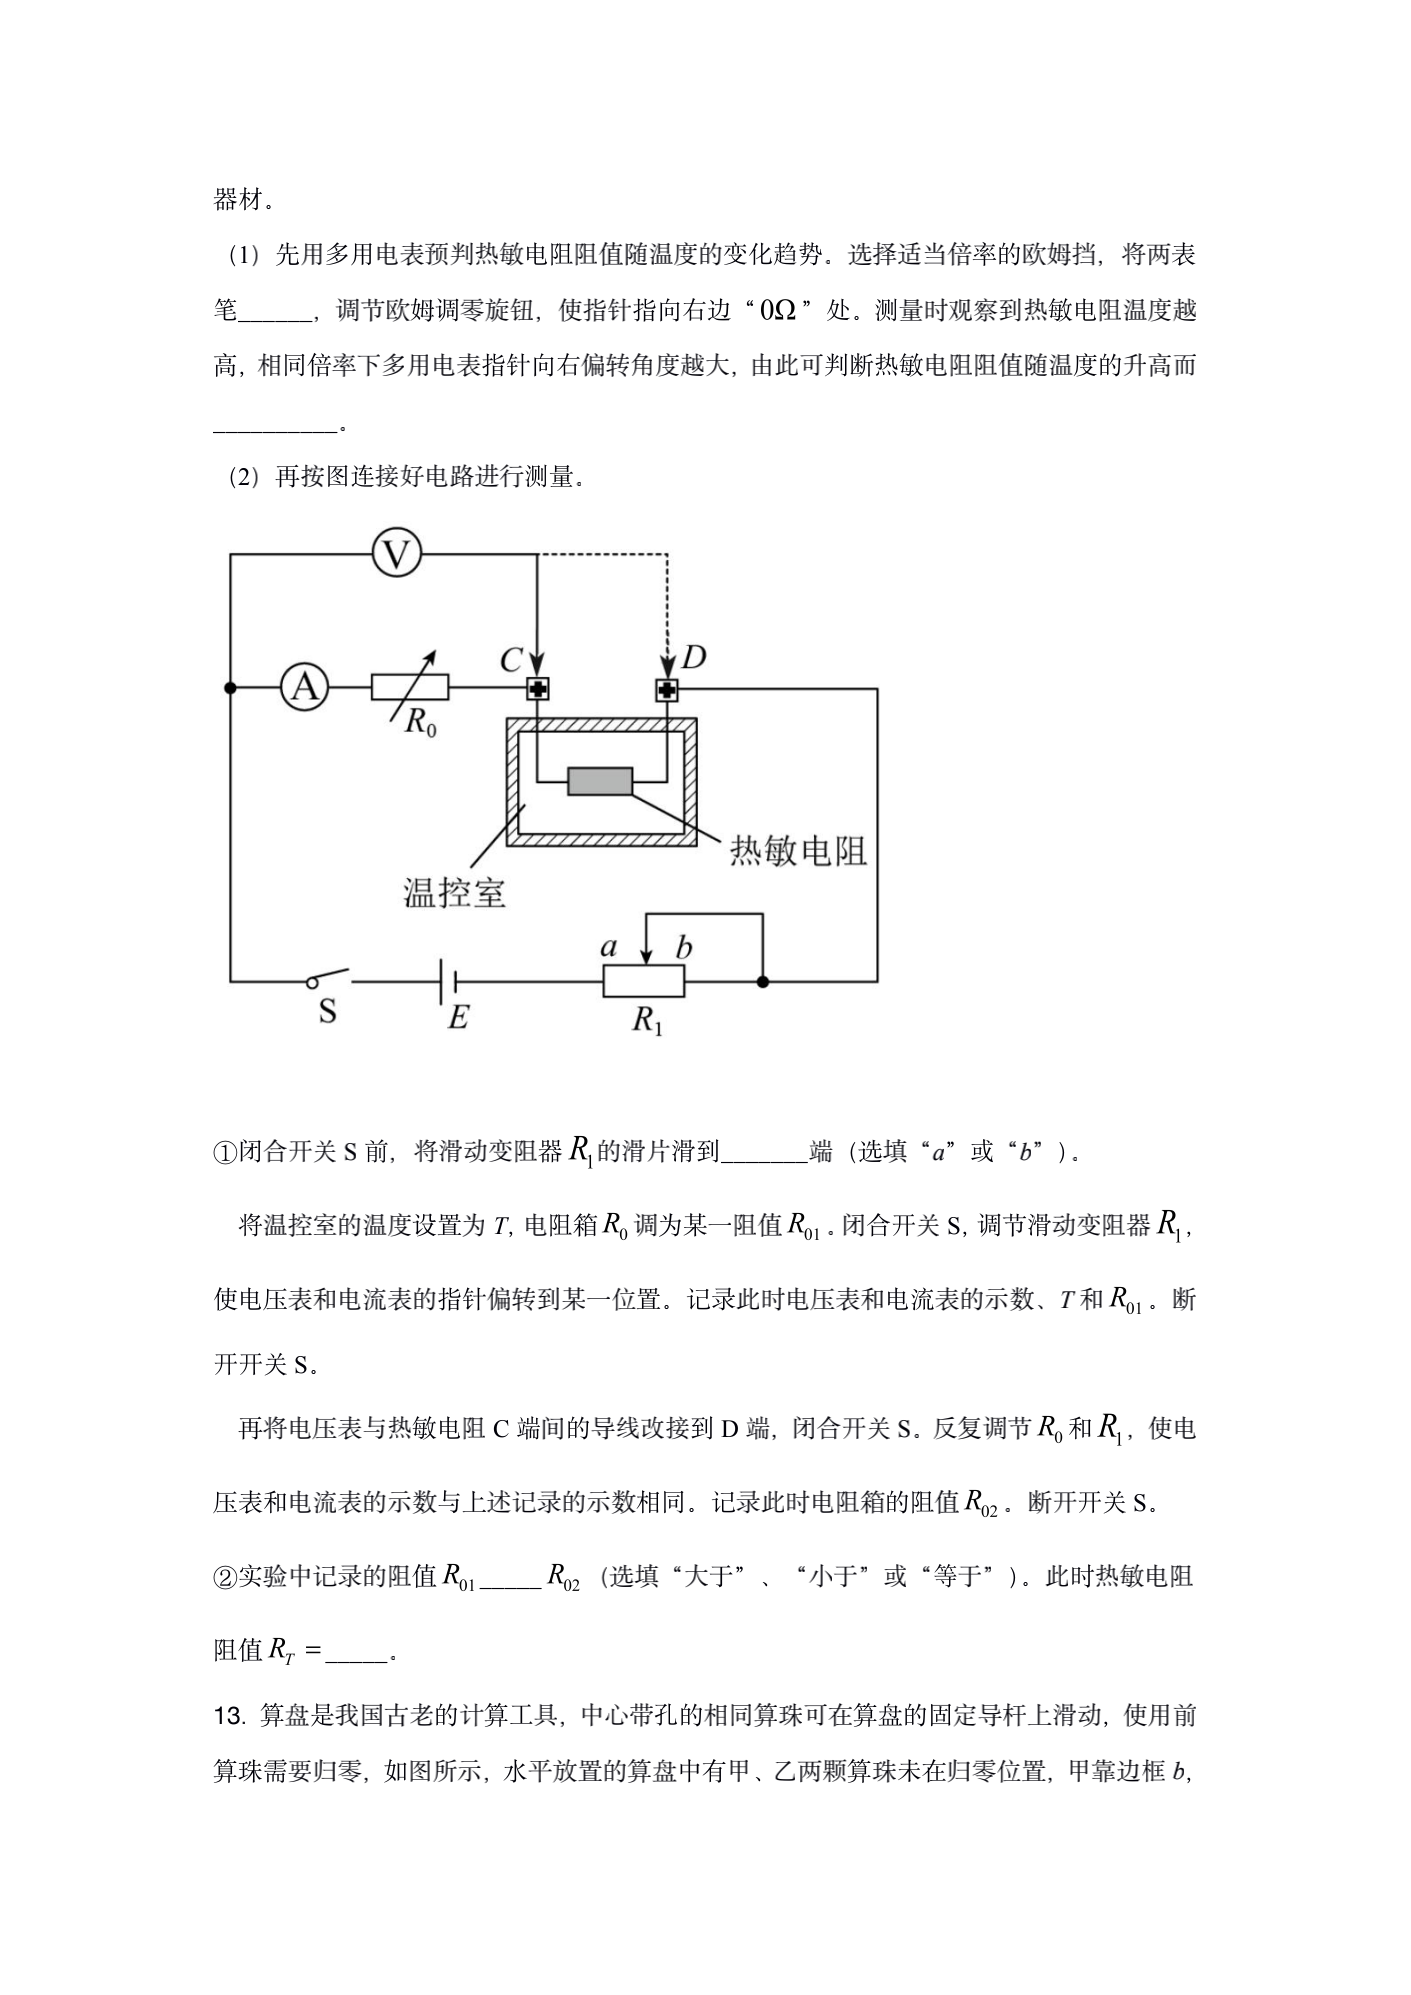 器材。
（1）先用多用电表预判热敏电阻阻值随温度的变化趋势。选择适当倍率的欧姆挡，将两表
笔______，调节欧姆调零旋钮，使指针指向右边“0Ω”处。测量时观察到热敏电阻温度越
高，相同倍率下多用电表指针向右偏转角度越大，由此可判断热敏电阻阻值随温度的升高而
__________。
（2）再按图连接好电路进行测量。
V
C
D
A
R0
热敏电阻
温控室
a
b
S
E
R1
①闭合开关 S 前，将滑动变阻器R1的滑片滑到_______端（选填“a”或“b”）。
将温控室的温度设置为 T，电阻箱R0调为某一阻值R01。闭合开关 S，调节滑动变阻器R1，
使电压表和电流表的指针偏转到某一位置。记录此时电压表和电流表的示数、T 和R01。断
开开关 S。
再将电压表与热敏电阻 C 端间的导线改接到 D 端，闭合开关 S。反复调节R0和R1，使电
压表和电流表的示数与上述记录的示数相同。记录此时电阻箱的阻值R02。断开开关 S。
②实验中记录的阻值R01_____R02（选填“大于”、“小于”或“等于”）。此时热敏电阻
阻值RT=_____。
13. 算盘是我国古老的计算工具，中心带孔的相同算珠可在算盘的固定导杆上滑动，使用前
算珠需要归零，如图所示，水平放置的算盘中有甲、乙两颗算珠未在归零位置，甲靠边框 b，